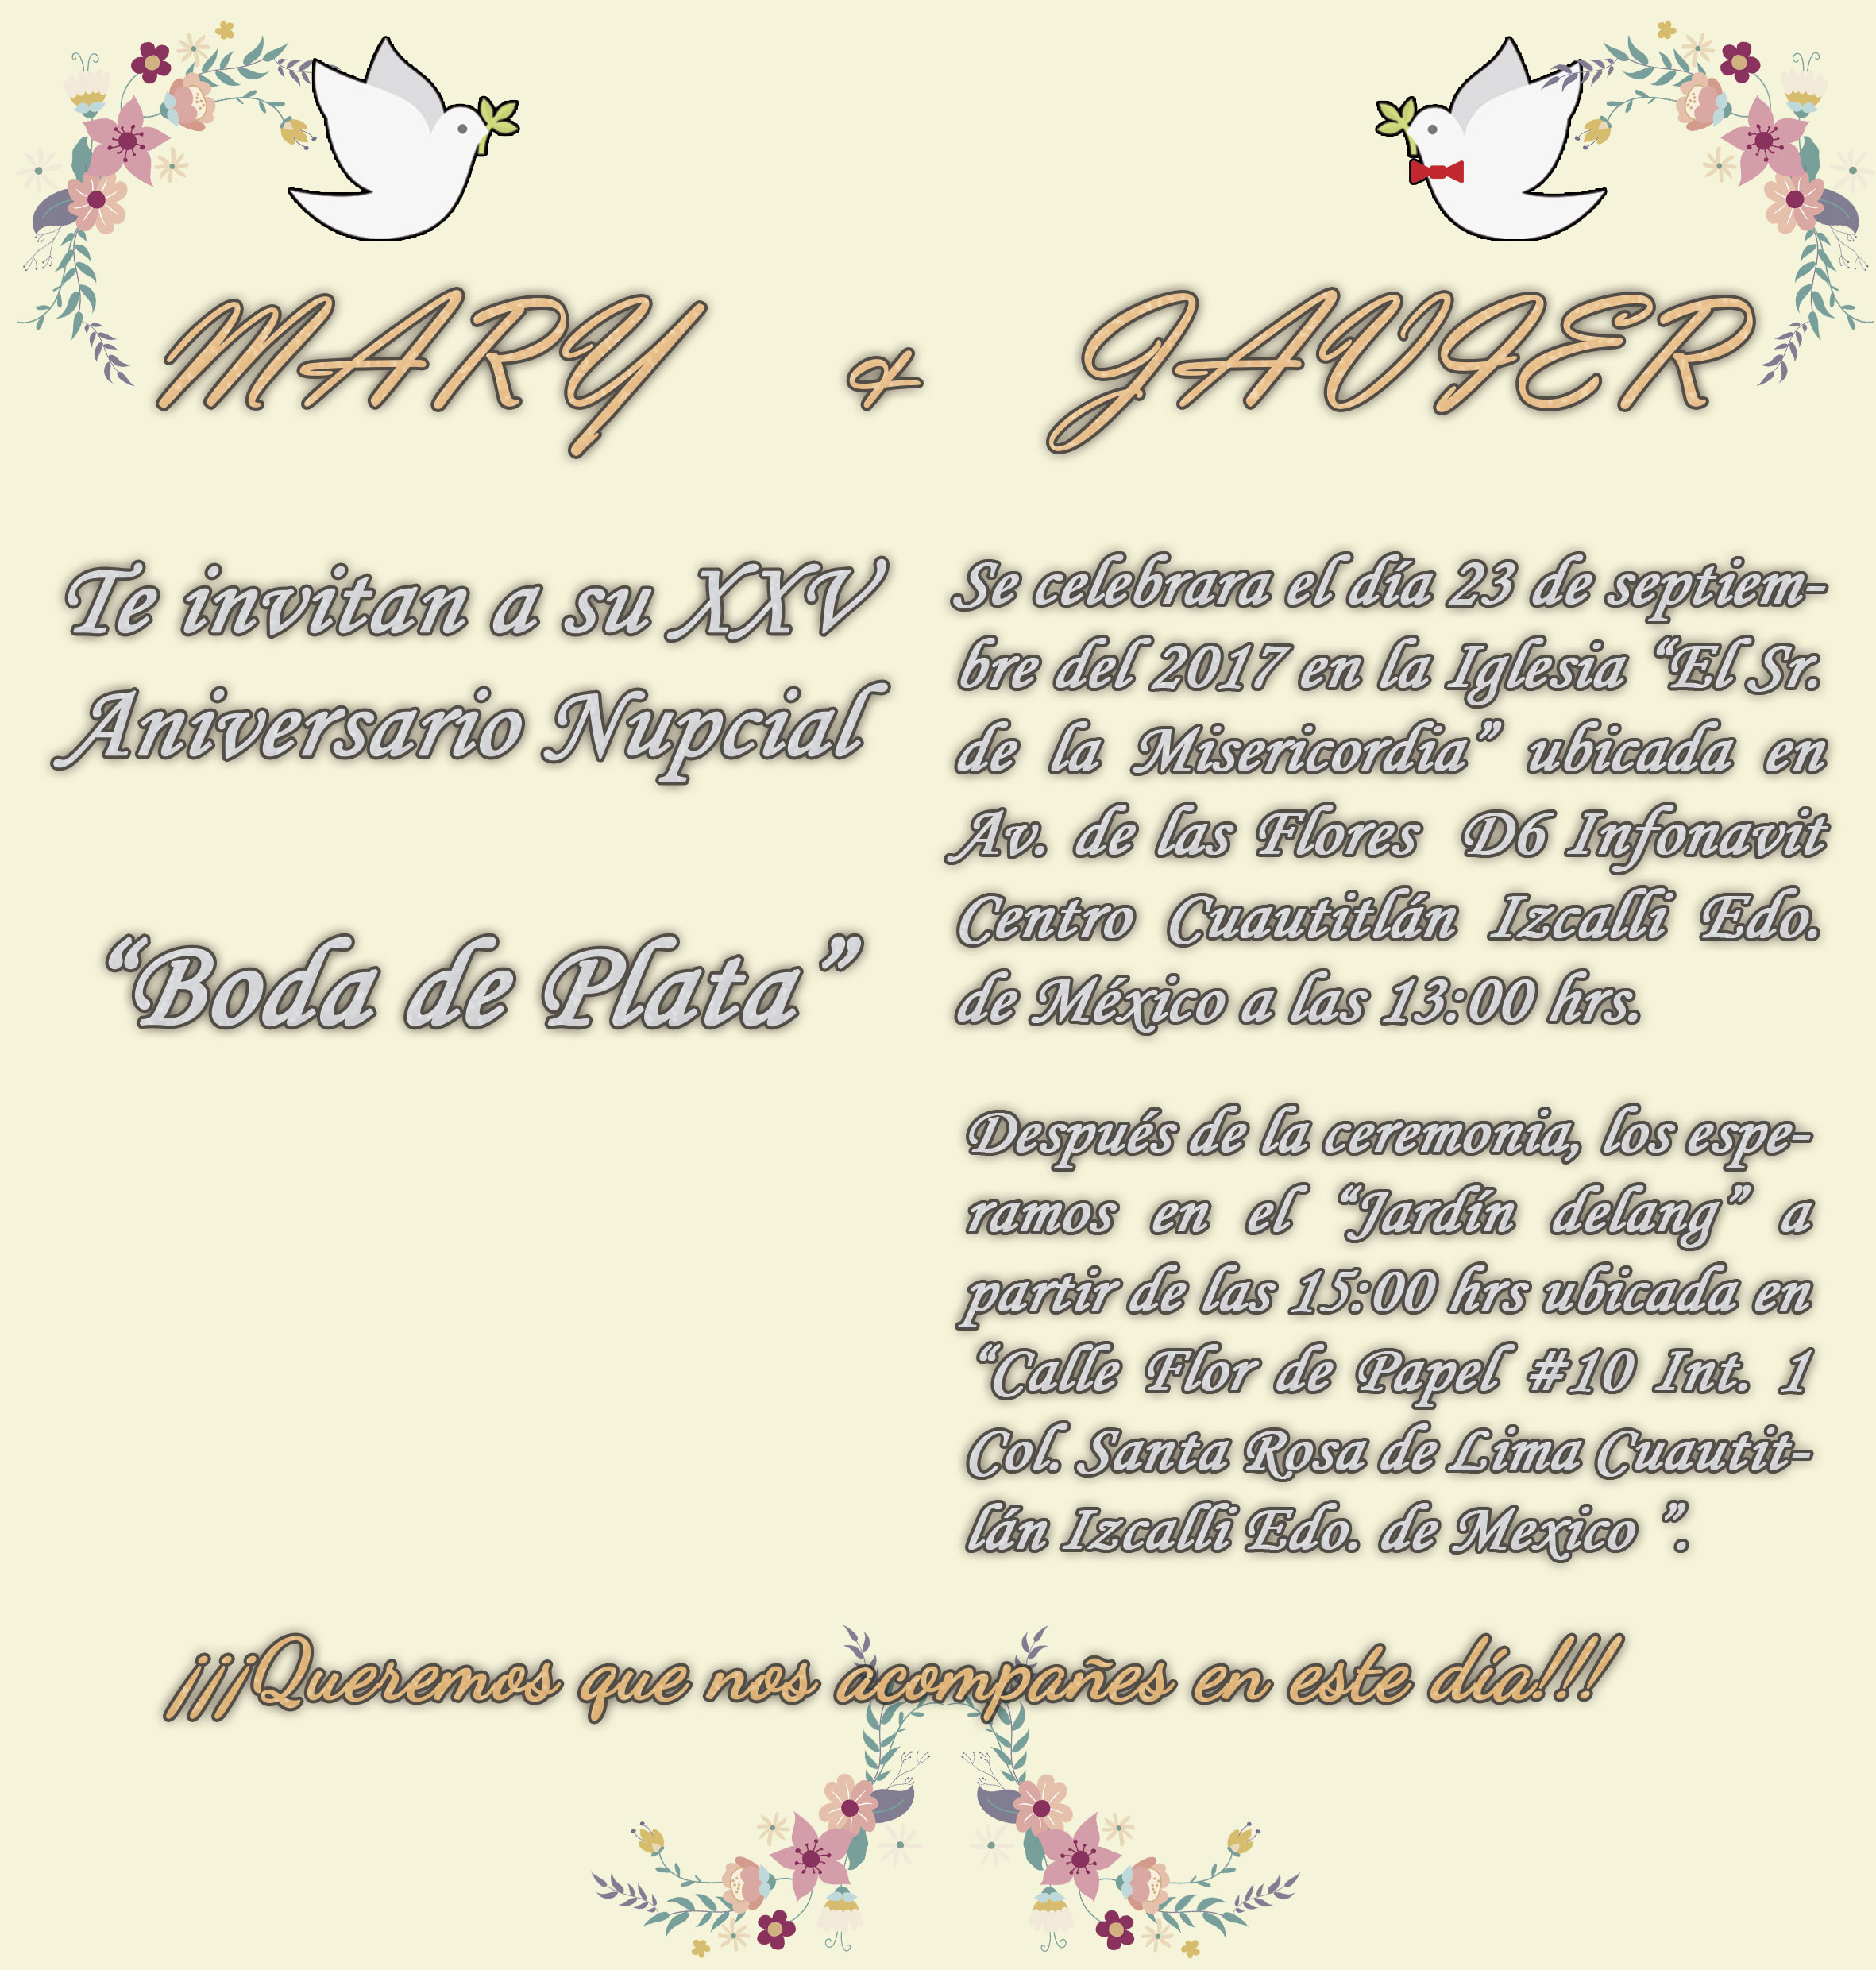 MARY & JAVIER
Te invitan a su XXV
Aniversario Nupcial
“Boda de Plata”
Se celebrara el día 23 de septiem-
bre del 2017 en la Iglesia “El Sr.
de la Misericordia” ubicada en
Av. de las Flores D6 Infonavit
Centro Cuautitlán Izcalli Edo.
de México a las 13:00 hrs.
Después de la ceremonia, los espe-
ramos en el “Jardín delang” a
partir de las 15:00 hrs ubicada en
“Calle Flor de Papel #10 Int. 1
Col. Santa Rosa de Lima Cuautit-
lán Izcalli Edo. de Mexico ”.
¡¡¡Queremos que nos acompañes en este día!!!